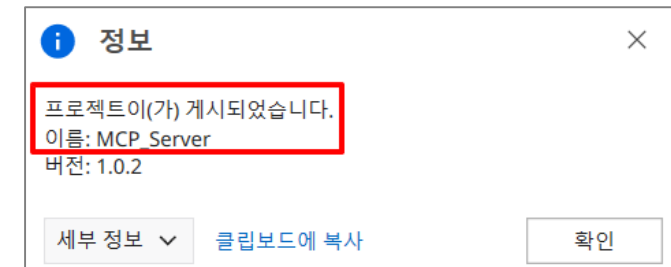 정보
프로젝트이(가) 게시되었습니다.
이름: MCP_Server
버전: 1.0.2
세부 정보
클립보드에 복사
확인